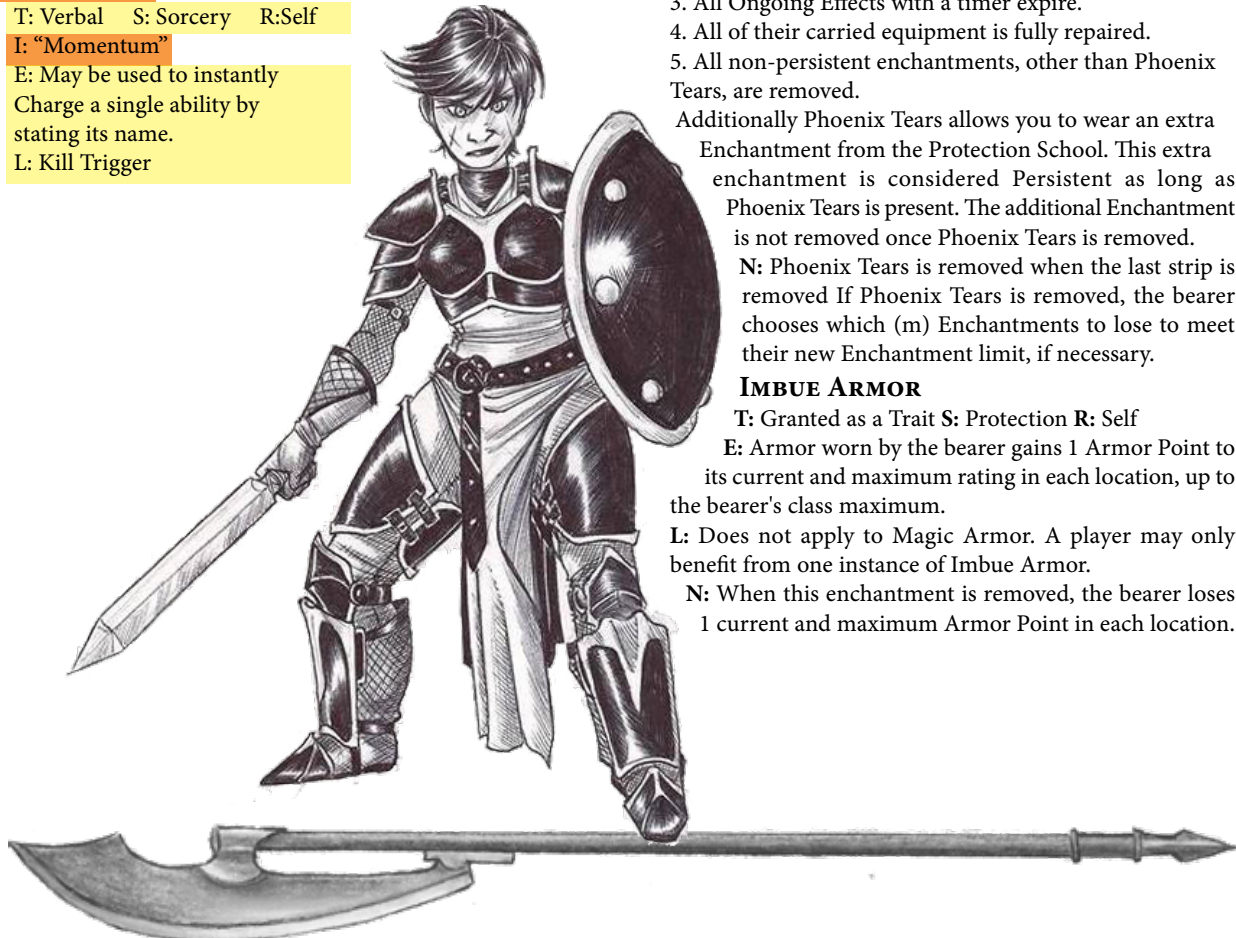 T: Verbal S: Sorcery R:Self
I: “Momentum”
E: May be used to instantly
Charge a single ability by
stating its name.
L: Kill Trigger
3. All Ongoing Effects with a timer expire.
4. All of their carried equipment is fully repaired.
5. All non-persistent enchantments, other than Phoenix
Tears, are removed.
Additionally Phoenix Tears allows you to wear an extra
Enchantment from the Protection School. This extra
enchantment is considered Persistent as long as
Phoenix Tears is present. The additional Enchantment
is not removed once Phoenix Tears is removed.
N: Phoenix Tears is removed when the last strip is
removed If Phoenix Tears is removed, the bearer
chooses which (m) Enchantments to lose to meet
their new Enchantment limit, if necessary.
Imbue Armor
T: Granted as a Trait S: Protection R: Self
E: Armor worn by the bearer gains 1 Armor Point to
its current and maximum rating in each location, up to
the bearer's class maximum.
L: Does not apply to Magic Armor. A player may only
benefit from one instance of Imbue Armor.
N: When this enchantment is removed, the bearer loses
1 current and maximum Armor Point in each location.